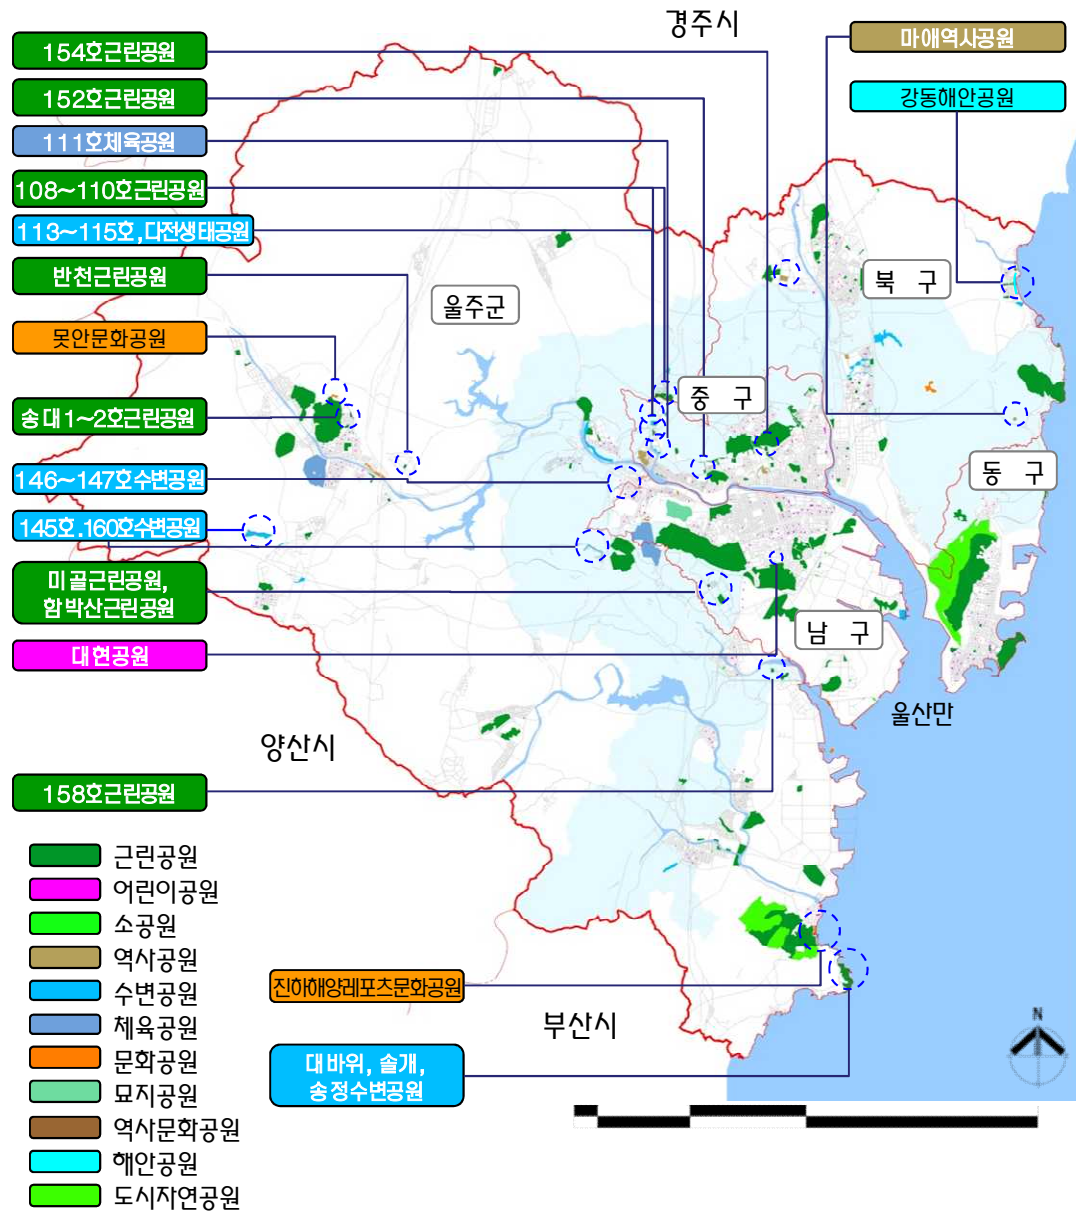 경주시
154호근린공원
152호근린공원
111호체육공원
108~110호근린공원
113~115호,다전생태공원
반천근린공원
못안문화공원
송대1~2호근린공원
146~147호수변공원
145호.160호수변공원
미골근린공원,
함박산근린공원
대현공원
158호근린공원
마애역사공원
강동해안공원
울주군
북 구
중 구
동 구
남 구
울산만
양산시
부산시
진하해양레포츠문화공원
대바위, 솔개,
송정수변공원
근린공원
어린이공원
소공원
역사공원
수변공원
체육공원
문화공원
묘지공원
역사문화공원
해안공원
도시자연공원
N